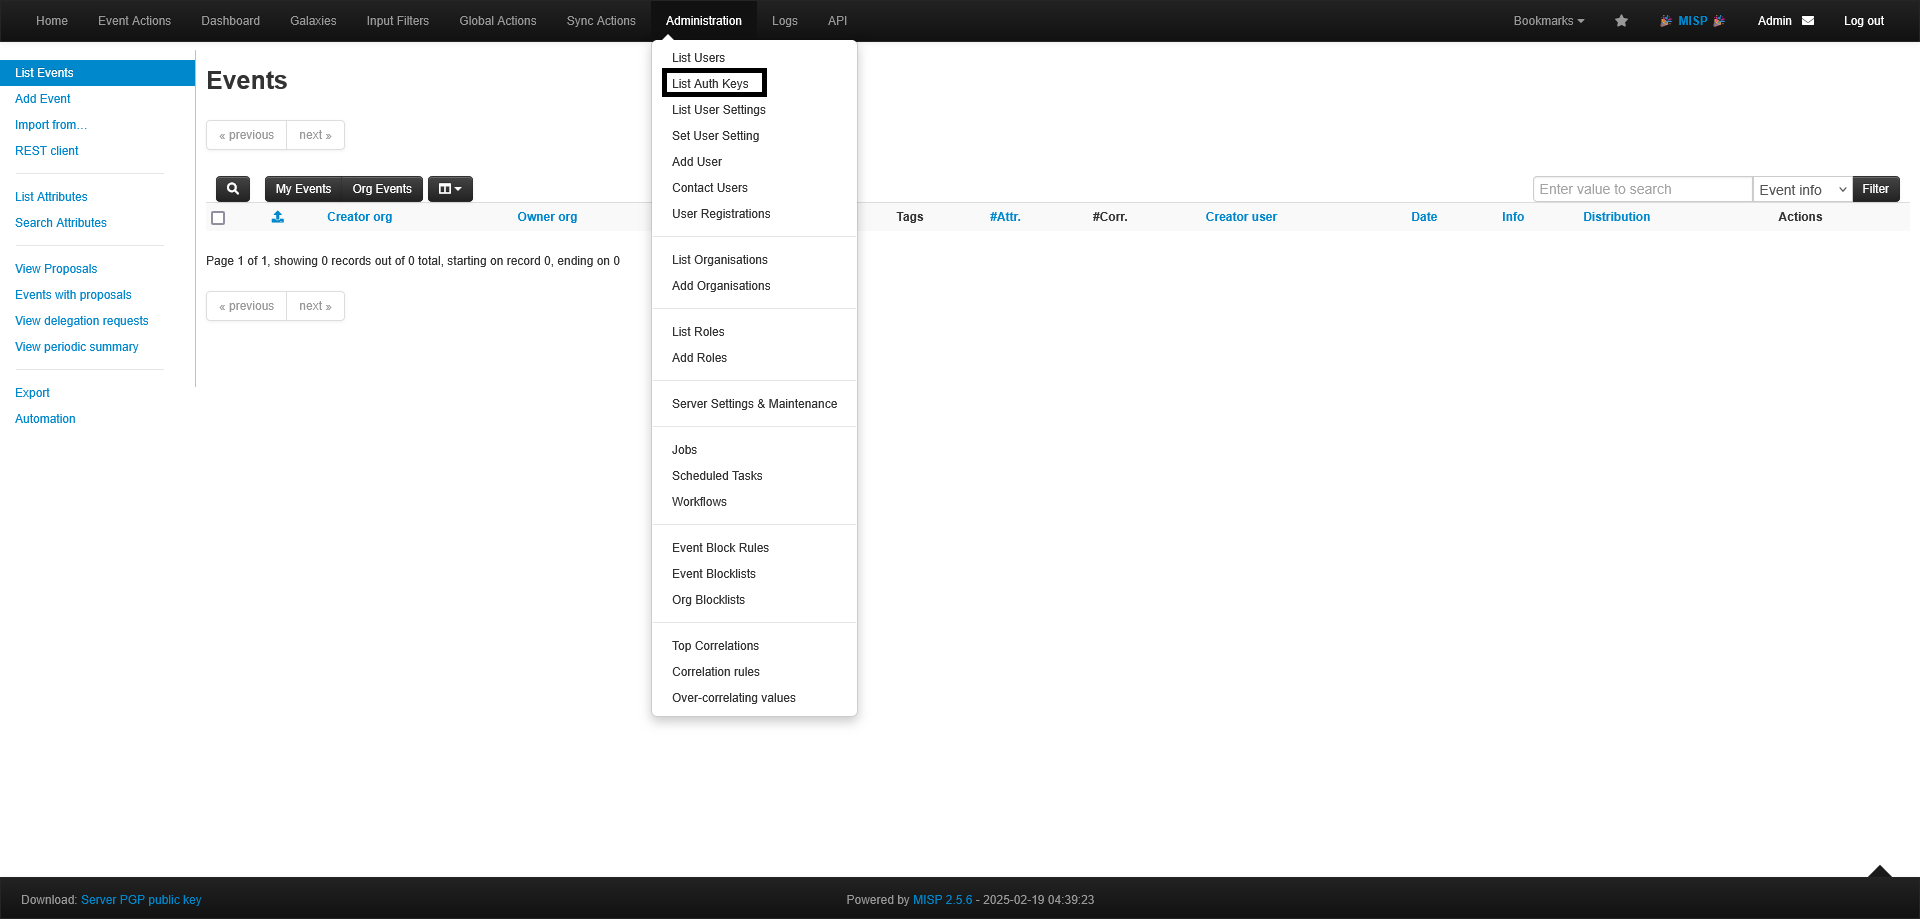 Home Event Actions Dashboard Galaxies Input Filters Global Actions Sync Actions Administration Logs API Bookmarks MISP Admin Log out
List Events
Add Event
Import from...
REST client
List Attributes
Search Attributes
View Proposals
Events with proposals
View delegation requests
View periodic summary
Export
Automation
Events
« previous next »
My Events Org Events
Enter value to search Event info Filter
Creator org Owner org Tags #Attr. #Corr. Creator user Date Info Distribution Actions
Page 1 of 1, showing 0 records out of 0 total, starting on record 0, ending on 0
« previous next »
List Users
List Auth Keys
List User Settings
Set User Setting
Add User
Contact Users
User Registrations
List Organisations
Add Organisations
List Roles
Add Roles
Server Settings & Maintenance
Jobs
Scheduled Tasks
Workflows
Event Block Rules
Event Blocklists
Org Blocklists
Top Correlations
Correlation rules
Over-correlating values
Download: Server PGP public key Powered by MISP 2.5.6 - 2025-02-19 04:39:23